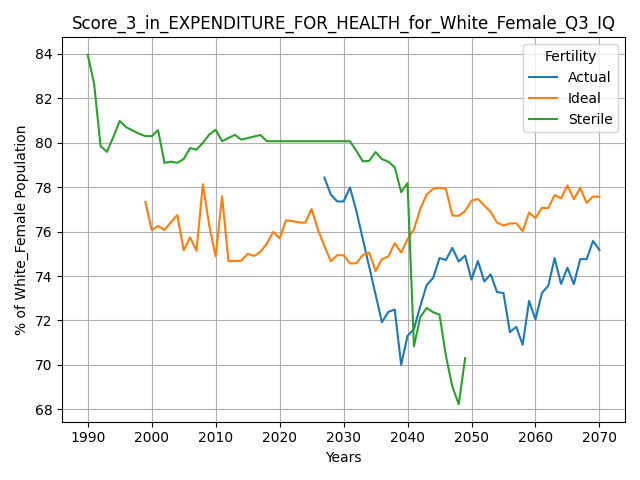 Score_3_in_EXPENDITURE_FOR_HEALTH_for_White_Female_Q3_IQ
Fertility
Actual
Ideal
Sterile
% of White_Female Population
84
82
80
78
76
74
72
70
68
1990 2000 2010 2020 2030 2040 2050 2060 2070
Years